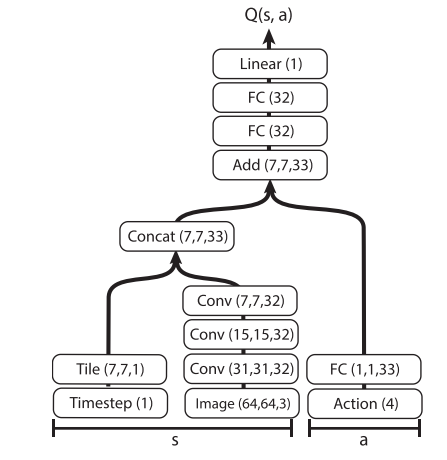 Q(s, a)
Linear (1)
FC (32)
FC (32)
Add (7,7,33)
Concat (7,7,33)
Conv (7,7,32)
Conv (15,15,32)
Tile (7,7,1)
Conv (31,31,32)
FC (1,1,33)
Timestep (1)
Image (64,64,3)
Action (4)
s
a